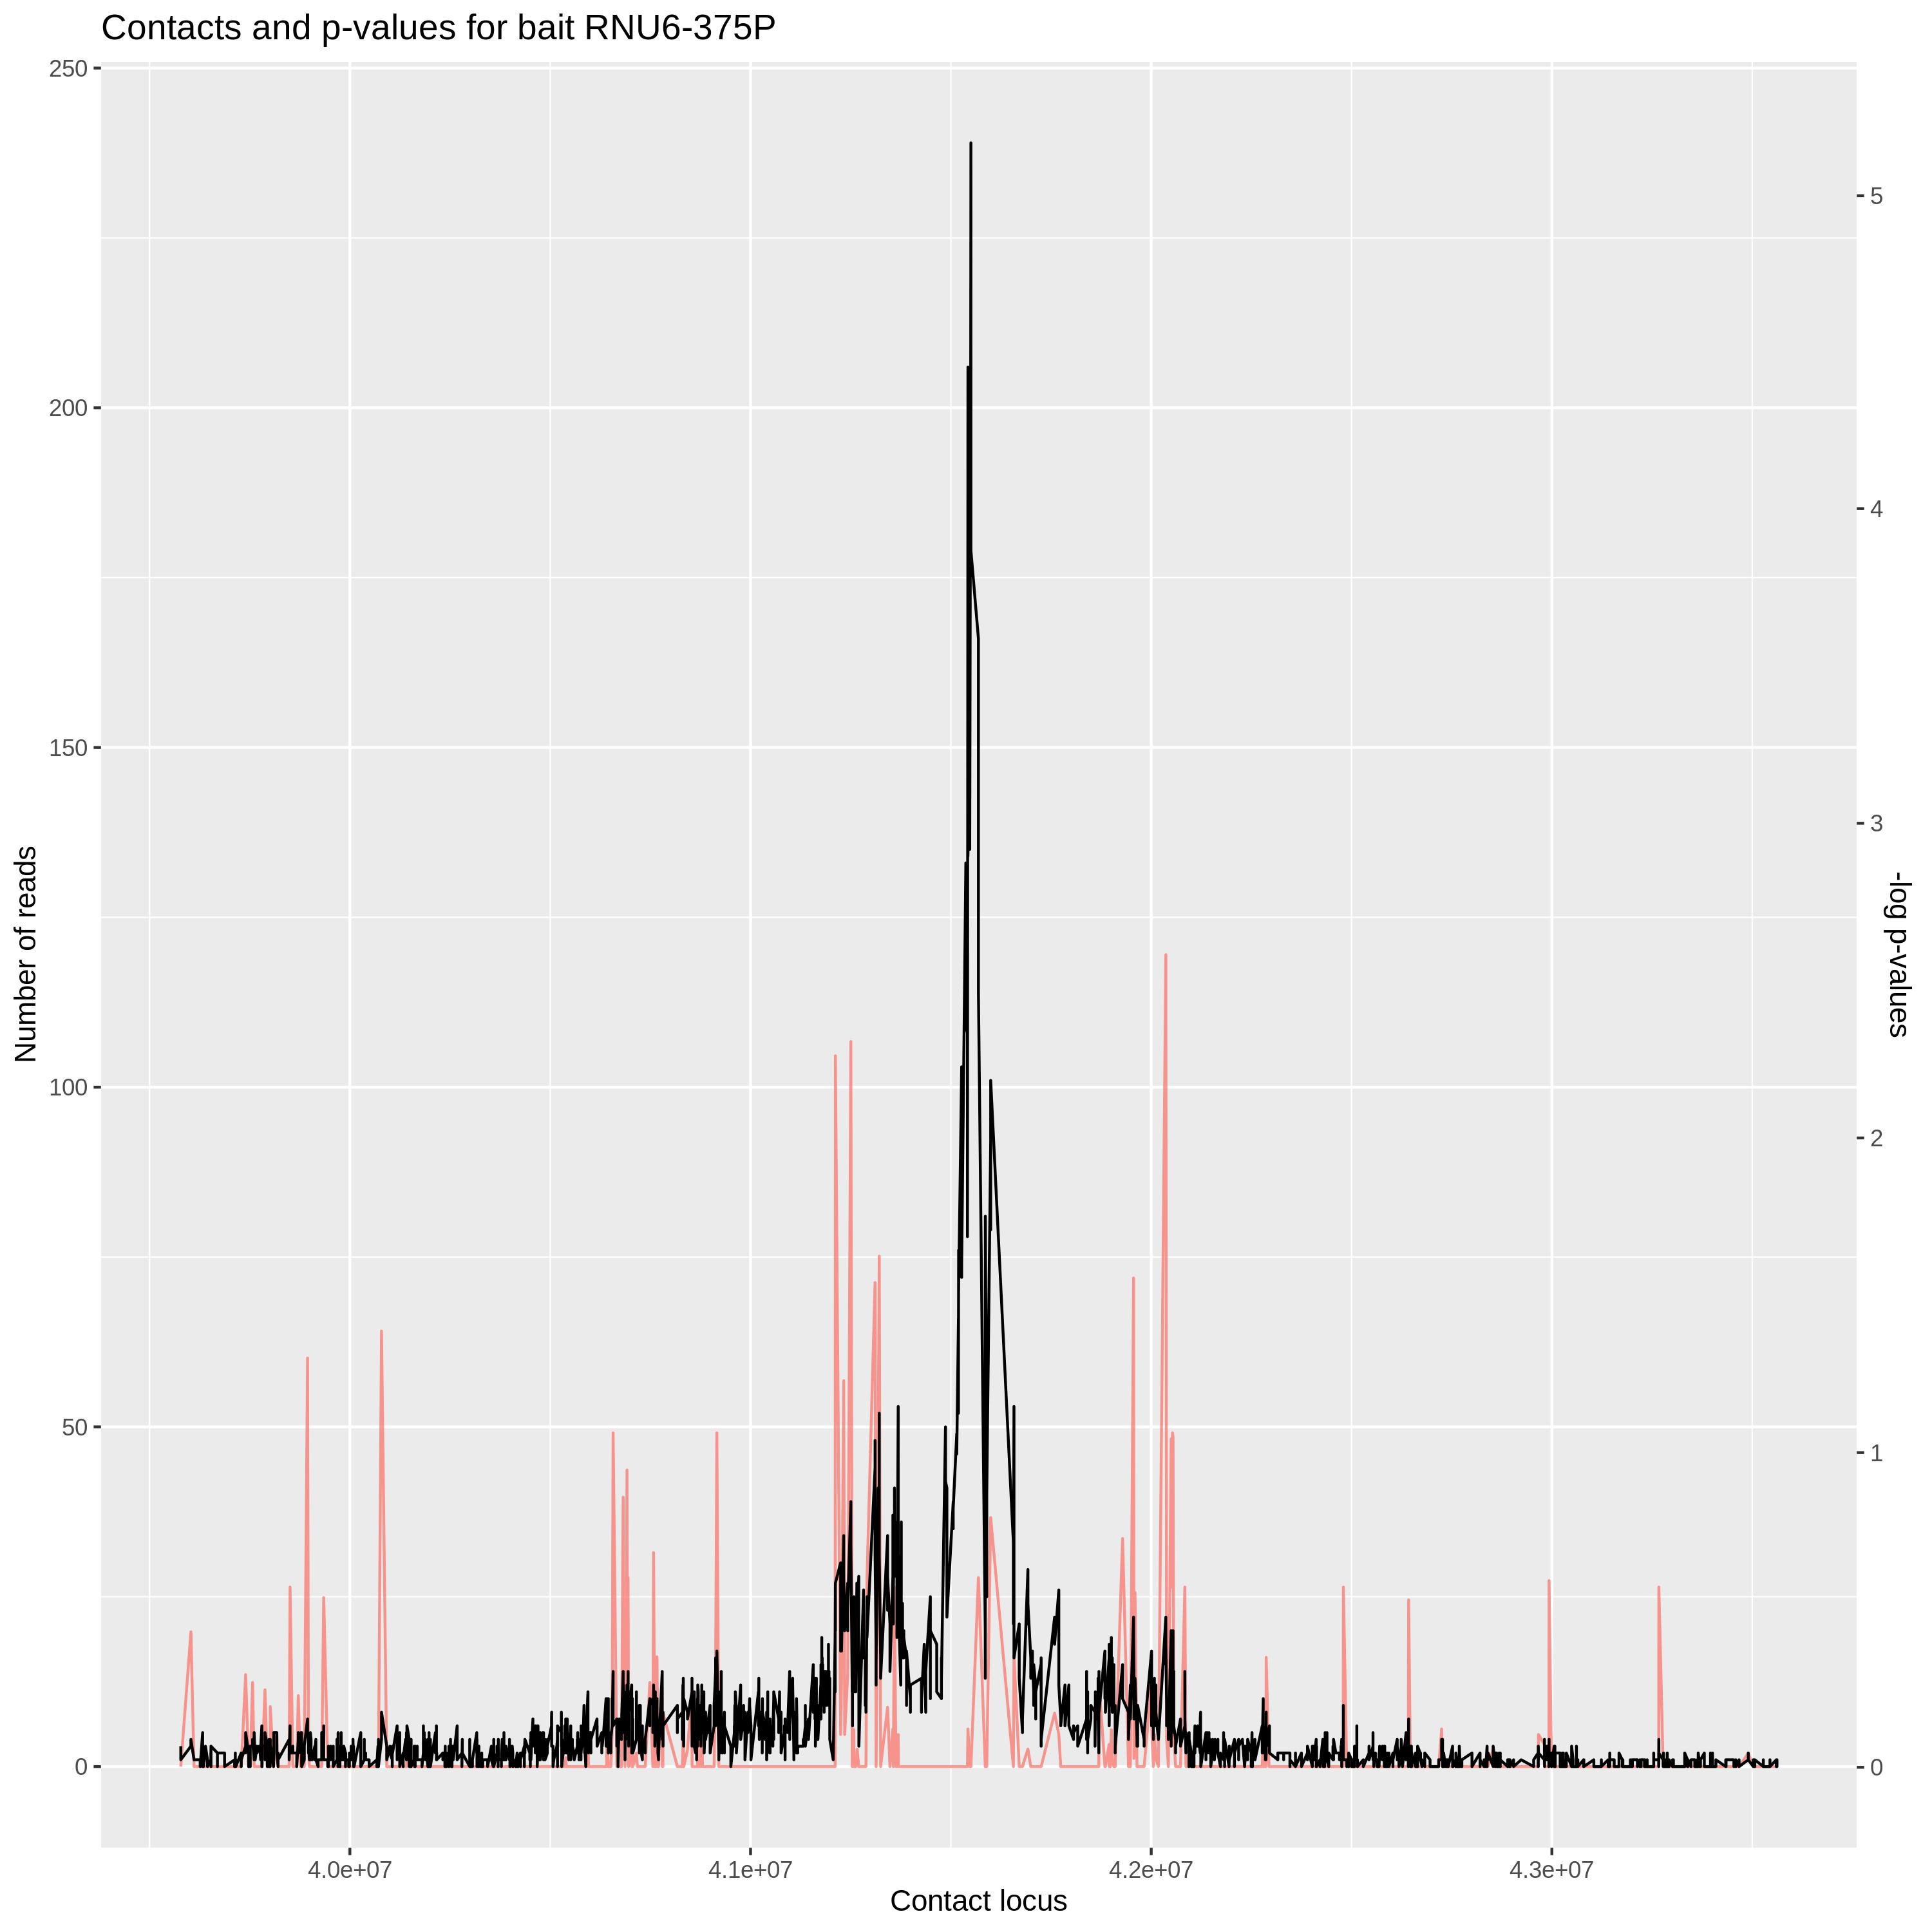 Contacts and p-values for bait RNU6-375P
250
200
150
100
50
0
Number of reads
5
4
3
2
1
0
-log p-values
4.0e+07
4.1e+07
4.2e+07
4.3e+07
Contact locus